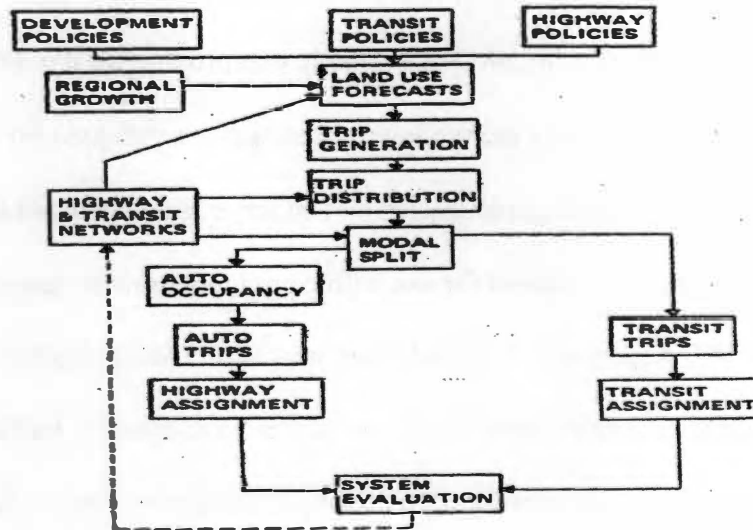 DEVELOPMENT
POLICIES
TRANSIT
POLICIES
HIGHWAY
POLICIES
REGIONAL
GROWTH
LAND USE
FORECASTS
TRIP
GENERATION
HIGHWAY
& TRANSIT
NETWORKS
TRIP
DISTRIBUTION
MODAL
SPLIT
AUTO
OCCUPANCY
AUTO
TRIPS
TRANSIT
TRIPS
HIGHWAY
ASSIGNMENT
TRANSIT
ASSIGNMENT
SYSTEM
EVALUATION